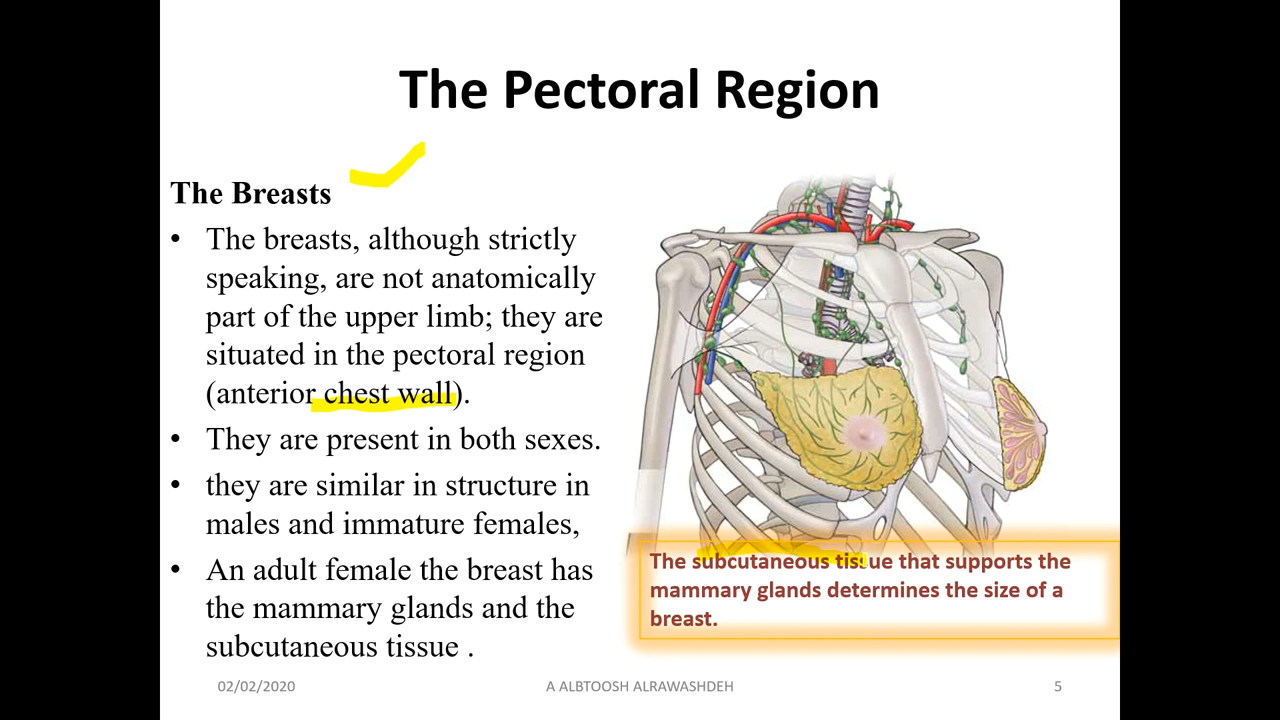 The Pectoral Region
The Breasts
• The breasts, although strictly
speaking, are not anatomically
part of the upper limb; they are
situated in the pectoral region
(anterior chest wall).
• They are present in both sexes.
• they are similar in structure in
males and immature females,
• An adult female the breast has
the mammary glands and the
subcutaneous tissue .
The subcutaneous tissue that supports the
mammary glands determines the size of a
breast.
02/02/2020
A ALBTOOSH ALRAWASHDEH
5